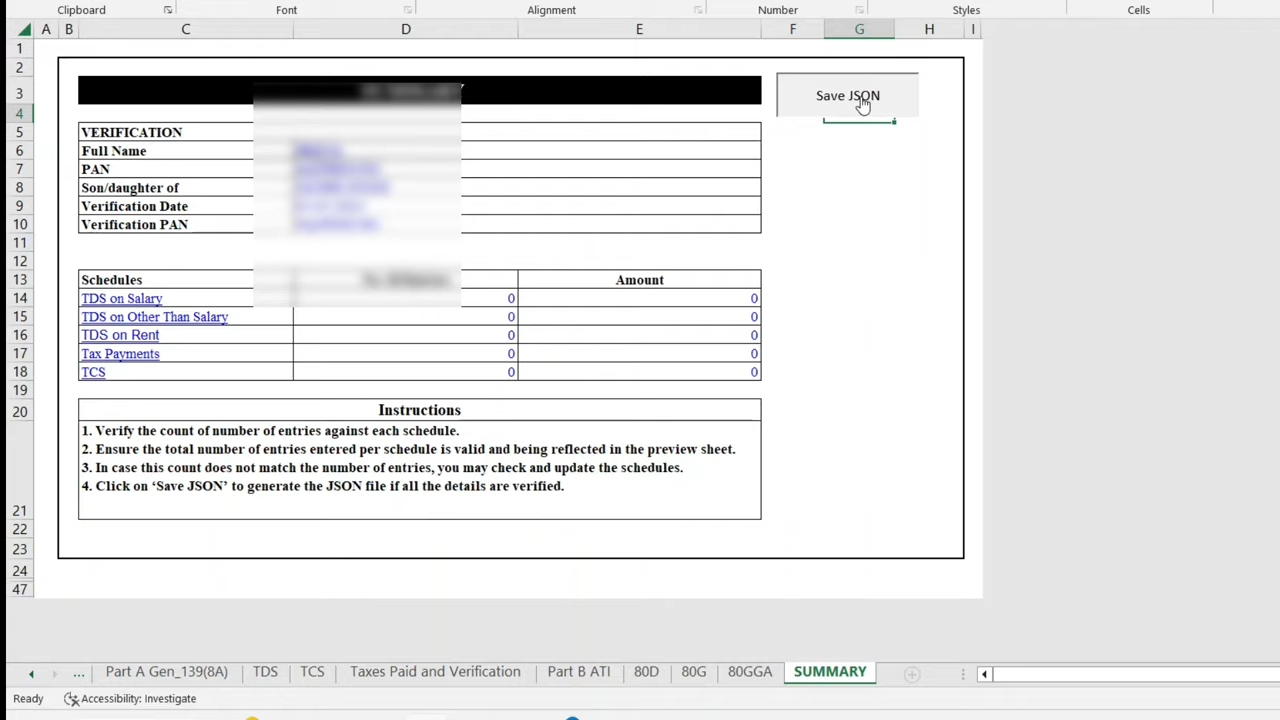 Clipboard Font Alignment Number Styles Cells
A B C D E F G H I
1
2
3 Save JSON
4
5 VERIFICATION
6 Full Name
7 PAN
8 Son/daughter of
9 Verification Date
10 Verification PAN
11
12
13 Schedules Amount
14 TDS on Salary 0 0
15 TDS on Other Than Salary 0 0
16 TDS on Rent 0 0
17 Tax Payments 0 0
18 TCS 0 0
19
20 Instructions
1. Verify the count of number of entries against each schedule.
2. Ensure the total number of entries entered per schedule is valid and being reflected in the preview sheet.
3. In case this count does not match the number of entries, you may check and update the schedules.
4. Click on ‘Save JSON’ to generate the JSON file if all the details are verified.
21
22
23
24
47
... Part A Gen_139(8A) TDS TCS Taxes Paid and Verification Part B ATI 80D 80G 80GGA SUMMARY
Ready Accessibility: Investigate